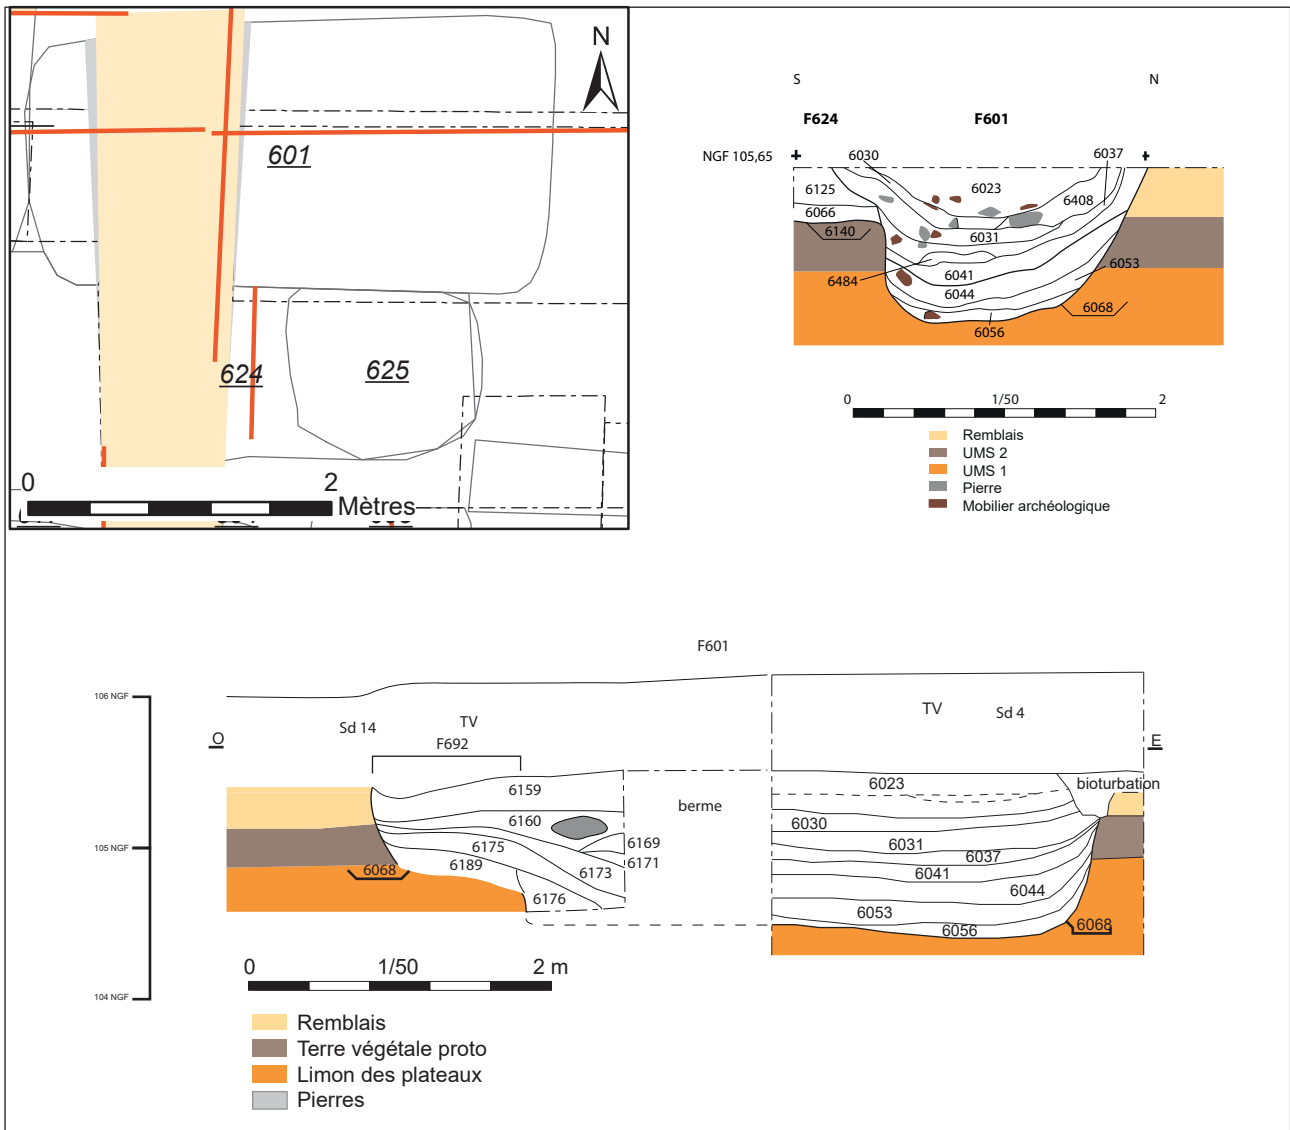 N
601
624
625
0 2
Mètres
S N
F624 F601
NGF 105,65
6030
6037
6023
6125
6408
6066
6140
6031
6053
6484
6041
6044
6068
6056
0 1/50 2
Remblais
UMS 2
UMS 1
Pierre
Mobilier archéologique
F601
106 NGF
Sd 14 TV TV Sd 4
O E
F692
6159
6023
bioturbation
berme
6160
6030
105 NGF
6175
6169
6031
6037
6068
6189
6171
6173
6041
6044
6176
6053
6056
6068
104 NGF
0 1/50 2 m
Remblais
Terre végétale proto
Limon des plateaux
Pierres